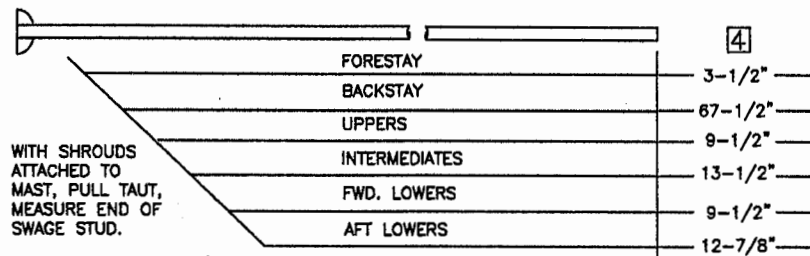 4
FORESTAY
3-1/2"
BACKSTAY
67-1/2"
UPPERS
9-1/2"
INTERMEDIATES
13-1/2"
FWD. LOWERS
9-1/2"
AFT LOWERS
12-7/8"
WITH SHROUDS
ATTACHED TO
MAST, PULL TAUT,
MEASURE END OF
SWAGE STUD.